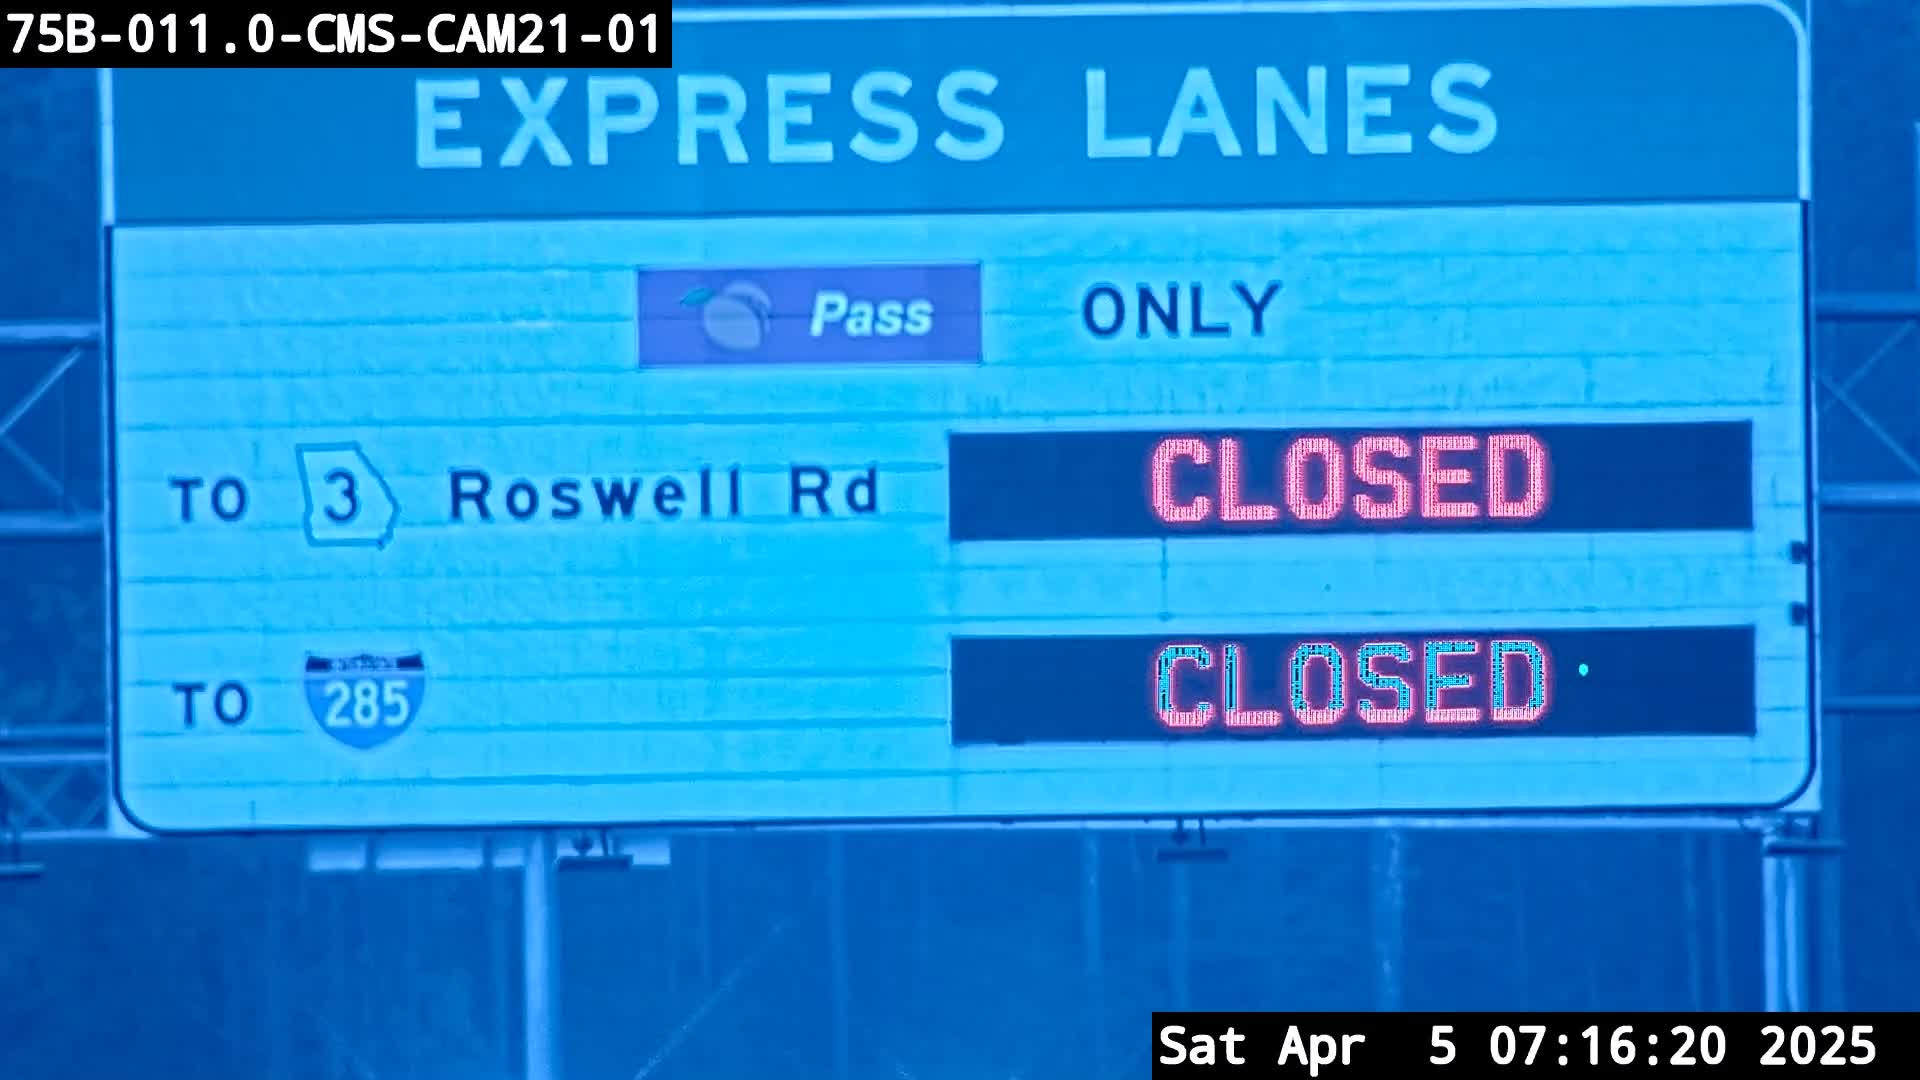 75B-011.0-CMS-CAM21-01
EXPRESS LANES
Pass ONLY
TO 3 Roswell Rd CLOSED
TO 285 CLOSED
Sat Apr 5 07:16:20 2025